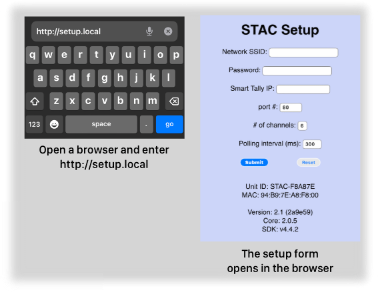 http://setup.local
q w e r t y u i o p
a s d f g h j k l
z x c v b n m
123 space . go
Open a browser and enter
http://setup.local
STAC Setup
Network SSID:
Password:
Smart Tally IP:
port #: 80
# of channels: 6
Polling interval (ms): 300
Submit Reset
Unit ID: STAC-F8A87E
MAC: 94:B9:7E:A8:F8:00
Version: 2.1 (2a9e59)
Core: 2.0.5
SDK: v4.4.2
The setup form
opens in the browser